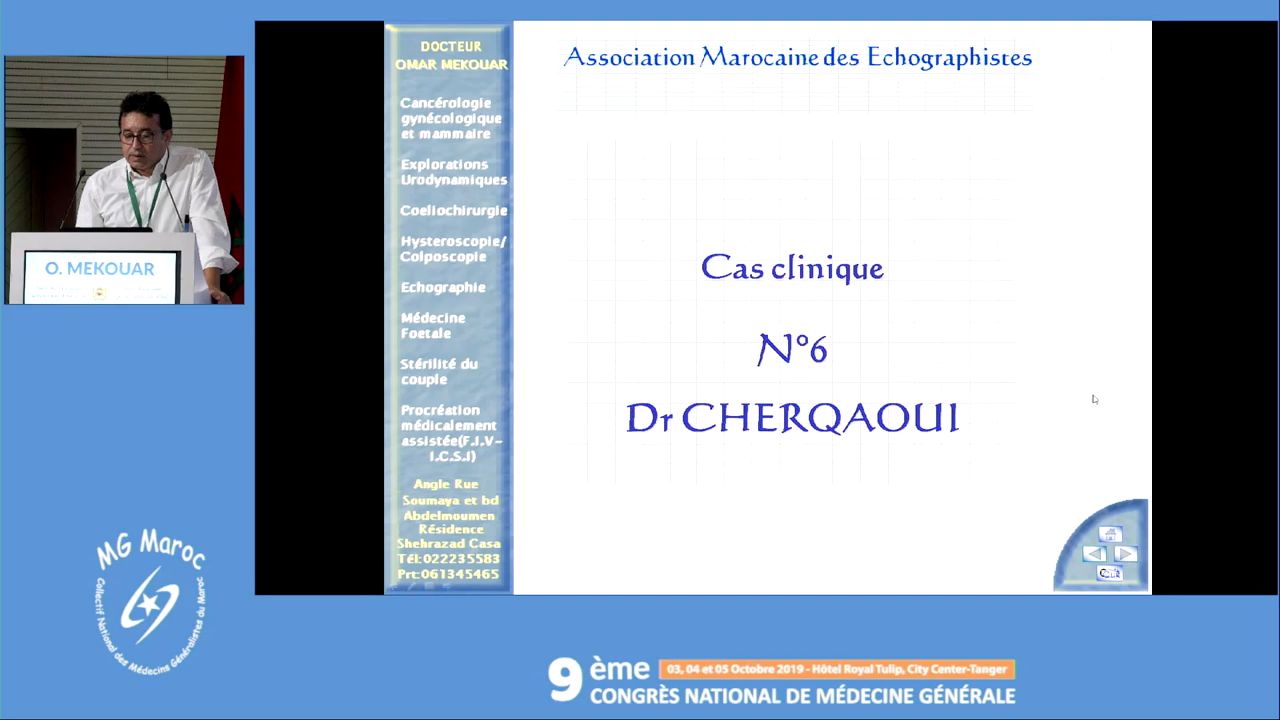 DOCTEUR
OMAR MEKOUAR
Cancérologie
gynécologique
et mammaire
Explorations
Urodynamiques
Coeliochirurgie
Hysteroscopie/
Colposcopie
Echographie
Médecine
Foetale
Stérilité du
couple
Procréation
médicalement
assistée(F.I.V-
I.C.S.I)
Angle Rue
Soumaya et bd
Abdelmoumen
Résidence
Shehrazad Casa
Tél:022235583
Prt:061345465
Association Marocaine des Echographistes
Cas clinique
N°6
Dr CHERQAOUI
O. MEKOUAR
MG Maroc
Collectif National des Médecins Généralistes du Maroc
9 ème
03, 04 et 05 Octobre 2019 - Hôtel Royal Tulip, City Center-Tanger
CONGRÈS NATIONAL DE MÉDECINE GÉNÉRALE